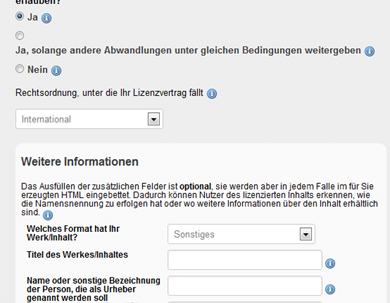 erlauben?
Ja
Ja, solange andere Abwandlungen unter gleichen Bedingungen weitergeben
Nein
Rechtsordnung, unter die Ihr Lizenzvertrag fällt
International
Weitere Informationen
Das Ausfüllen der zusätzlichen Felder ist optional, sie werden aber in jedem Falle im für Sie
erzeugten HTML eingebettet. Dadurch können Nutzer des lizenzierten Inhalts erkennen, wie
die Namensnennung zu erfolgen hat oder wo weitere Informationen über den Inhalt erhältlich
sind.
Welches Format hat Ihr
Werk/Inhalt?
Sonstiges
Titel des Werkes/Inhaltes
Name oder sonstige Bezeichnung
der Person, die als Urheber
genannt werden soll